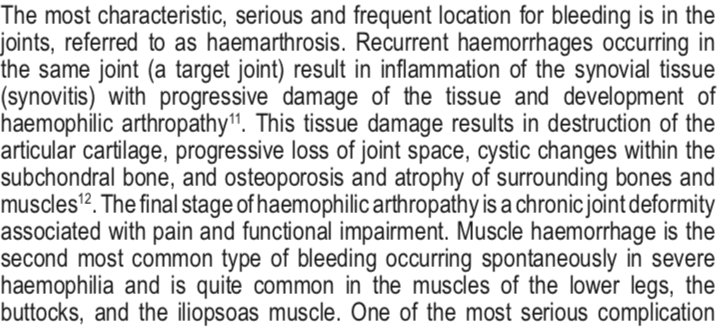 The most characteristic, serious and frequent location for bleeding is in the
joints, referred to as haemarthrosis. Recurrent haemorrhages occurring in
the same joint (a target joint) result in inflammation of the synovial tissue
(synovitis) with progressive damage of the tissue and development of
haemophilic arthropathy¹¹. This tissue damage results in destruction of the
articular cartilage, progressive loss of joint space, cystic changes within the
subchondral bone, and osteoporosis and atrophy of surrounding bones and
muscles¹². The final stage of haemophilic arthropathy is a chronic joint deformity
associated with pain and functional impairment. Muscle haemorrhage is the
second most common type of bleeding occurring spontaneously in severe
haemophilia and is quite common in the muscles of the lower legs, the
buttocks, and the iliopsoas muscle. One of the most serious complication